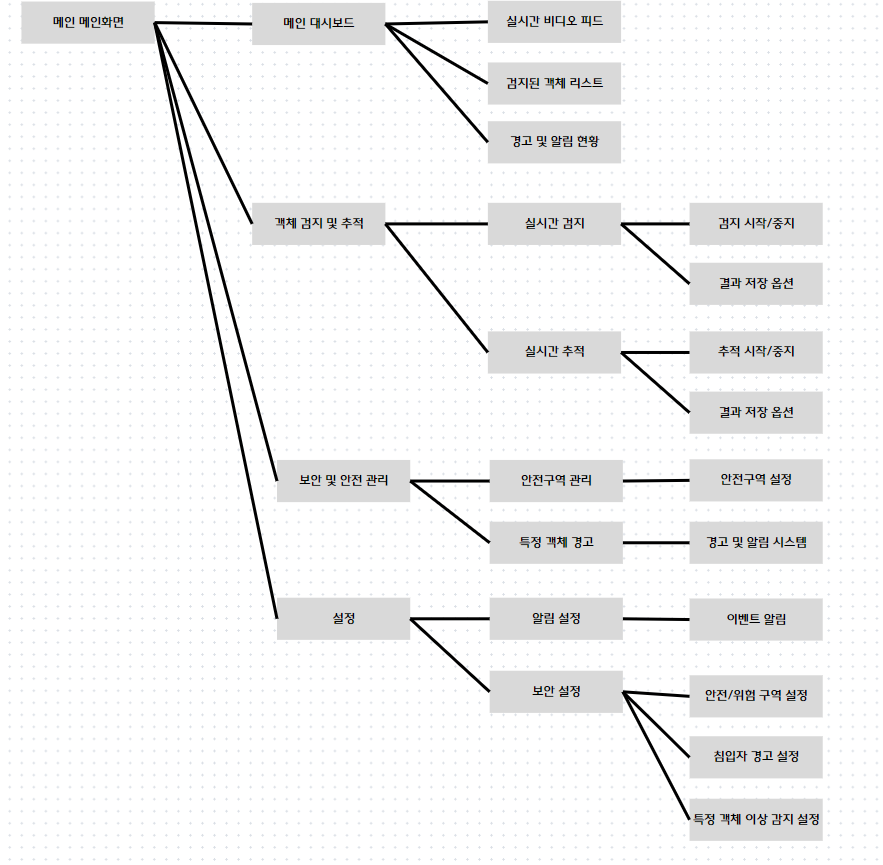 메인 메인화면
메인 대시보드
실시간 비디오 피드
검지된 객체 리스트
경고 및 알림 현황
객체 검지 및 추적
실시간 검지
검지 시작/중지
결과 저장 옵션
실시간 추적
추적 시작/중지
결과 저장 옵션
보안 및 안전 관리
안전구역 관리
안전구역 설정
특정 객체 경고
경고 및 알림 시스템
설정
알림 설정
이벤트 알림
보안 설정
안전/위험 구역 설정
침입자 경고 설정
특정 객체 이상 감지 설정